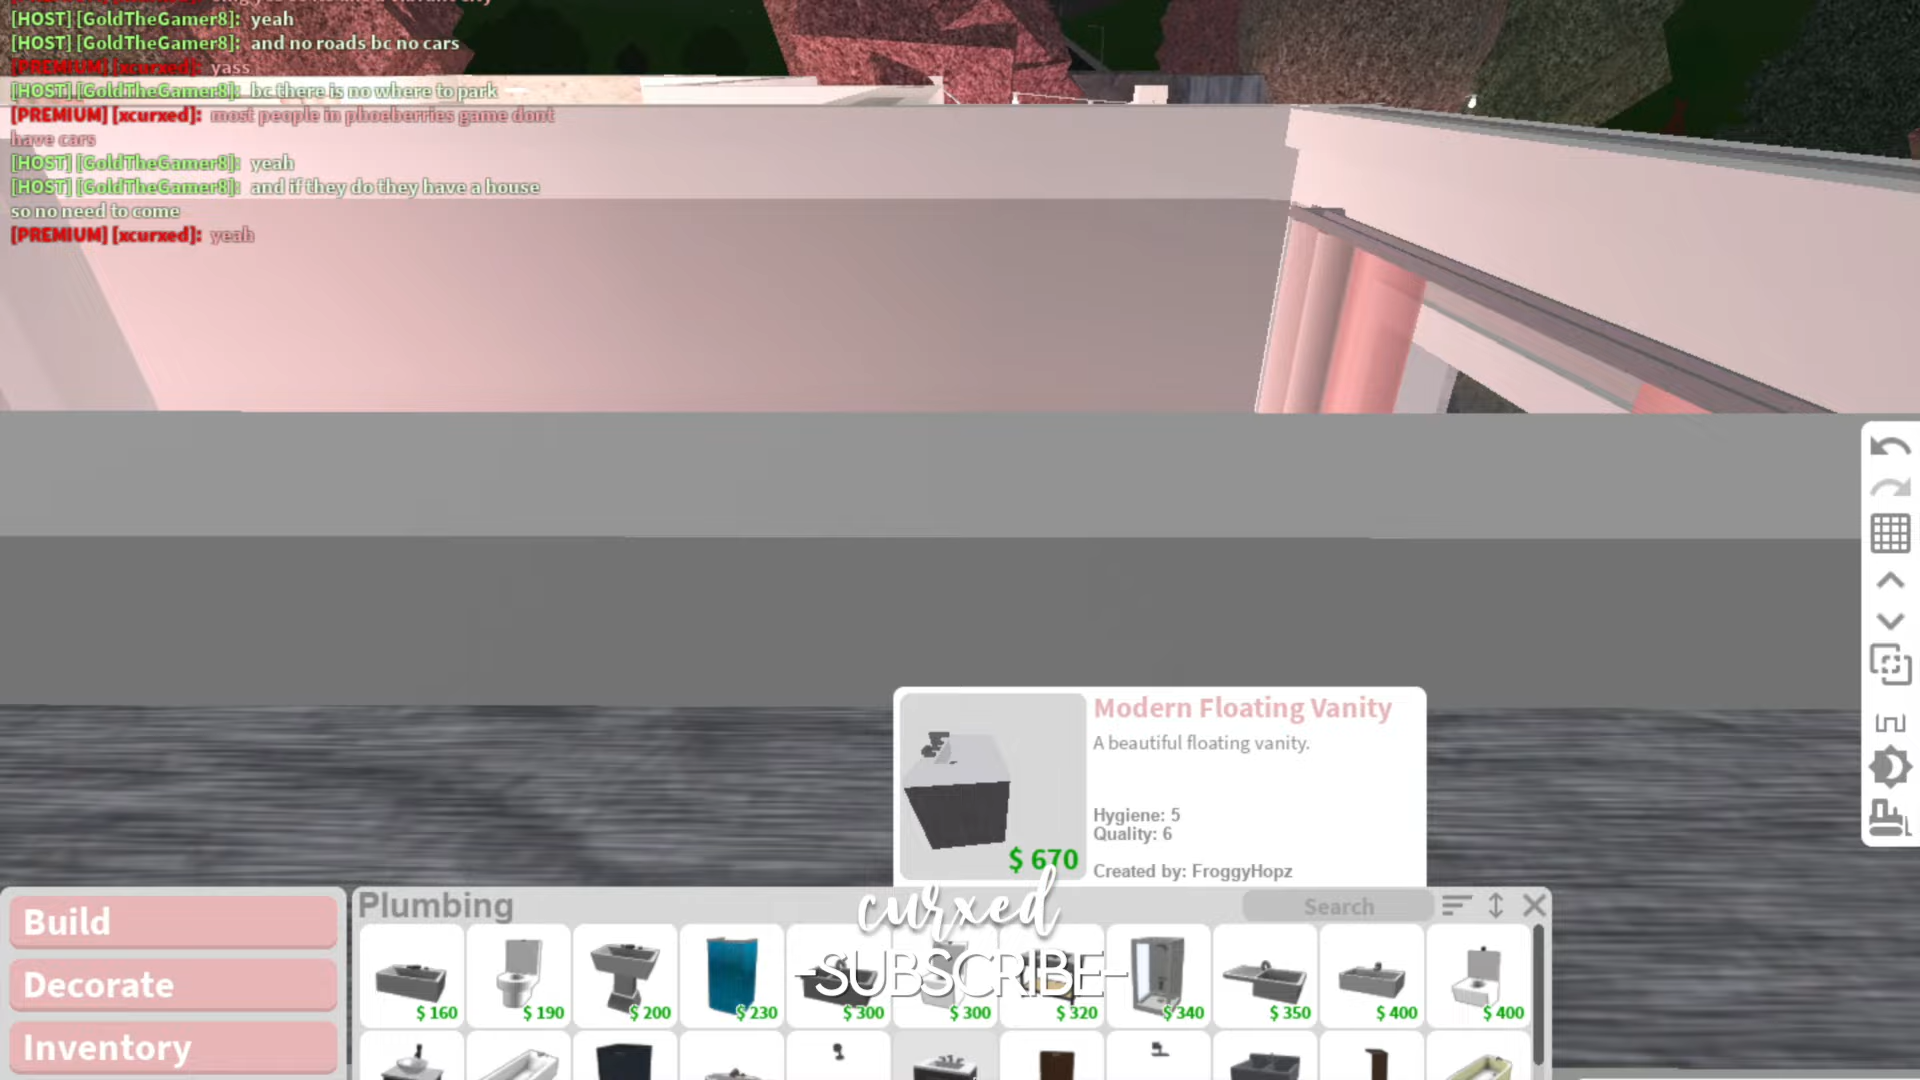 [HOST] [GoldTheGamer8]: yeah
[HOST] [GoldTheGamer8]: and no roads bc no cars
[PREMIUM] [xcurxed]: yass
[HOST] [GoldTheGamer8]: bc there is no where to park
[PREMIUM] [xcurxed]: most people in phoeberries game dont
have cars
[HOST] [GoldTheGamer8]: yeah
[HOST] [GoldTheGamer8]: and if they do they have a house
so no need to come
[PREMIUM] [xcurxed]: yeah
Modern Floating Vanity
A beautiful floating vanity.
Hygiene: 5
Quality: 6
$ 670
Created by: FroggyHopz
Build
Decorate
Inventory
Plumbing
Search
curxed
-SUBSCRIBE-
$ 160
$ 190
$ 200
$ 230
$ 300
$ 300
$ 320
$ 340
$ 350
$ 400
$ 400